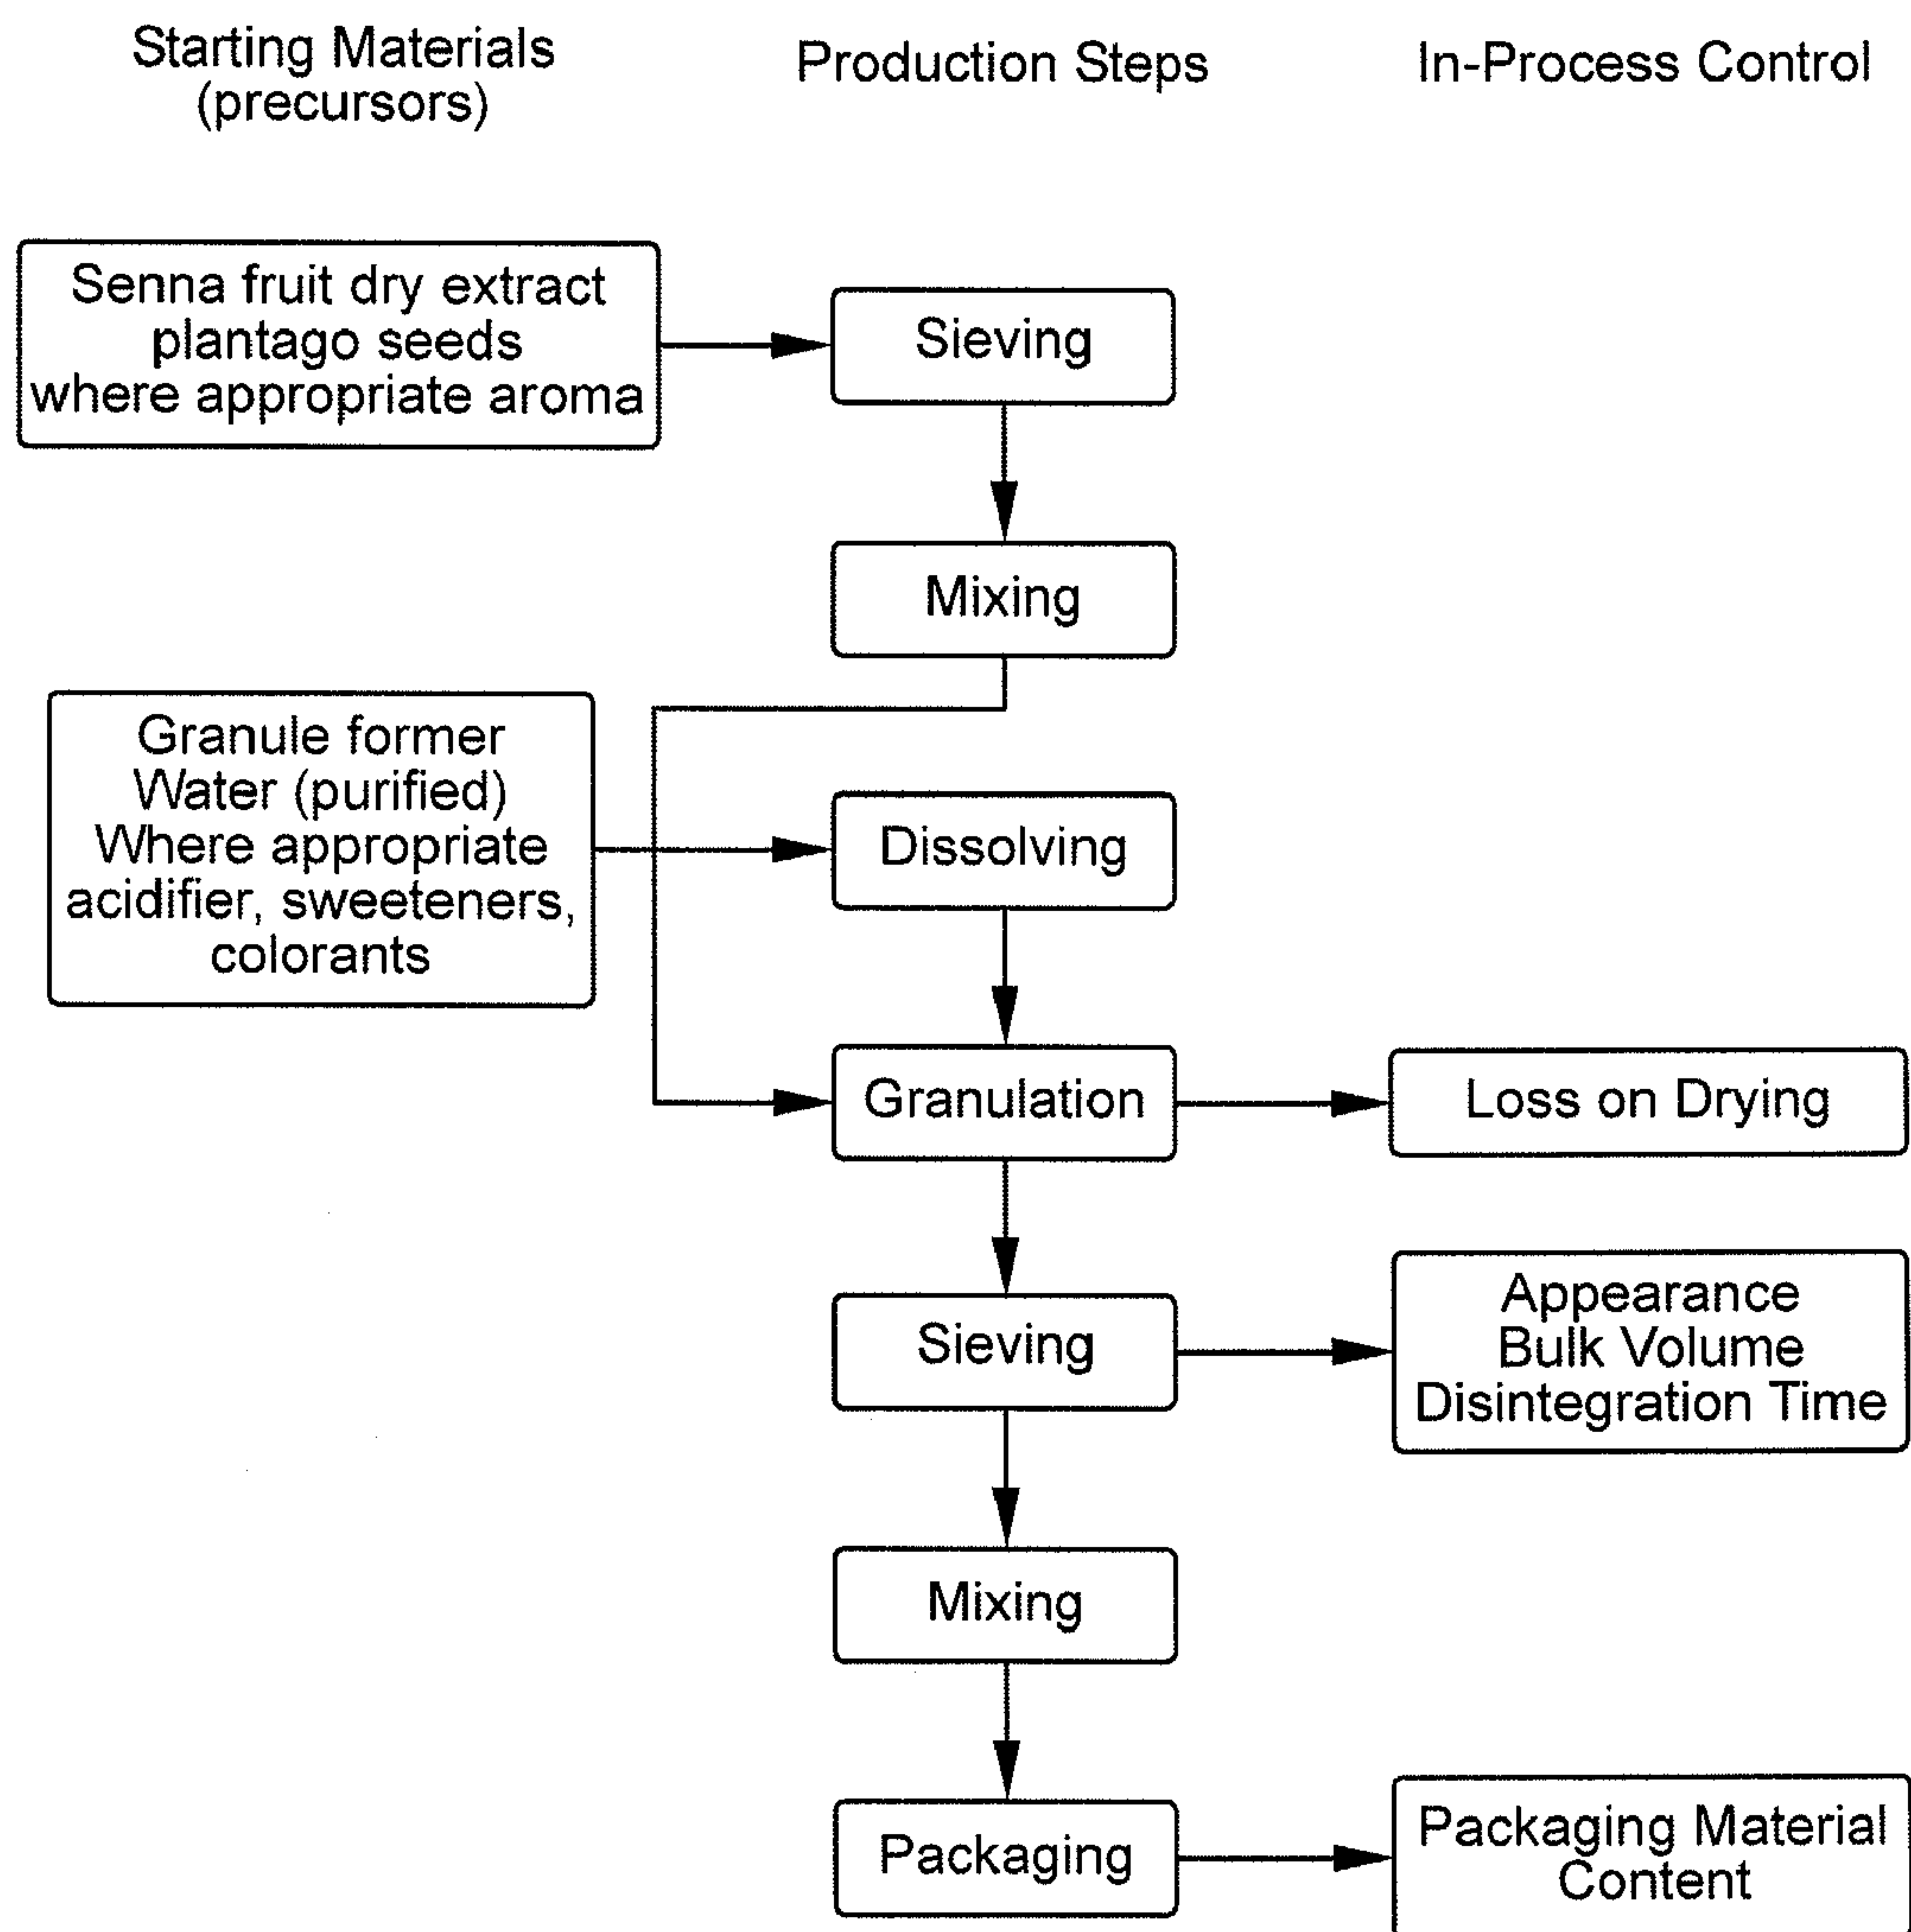 Starting Materials
(precursors)
Production Steps
In-Process Control
Senna fruit dry extract
plantago seeds
where appropriate aroma
Sieving
Mixing
Granule former
Water (purified)
Where appropriate
acidifier, sweeteners,
colorants
Dissolving
Granulation
Loss on Drying
Sieving
Appearance
Bulk Volume
Disintegration Time
Mixing
Packaging
Packaging Material
Content